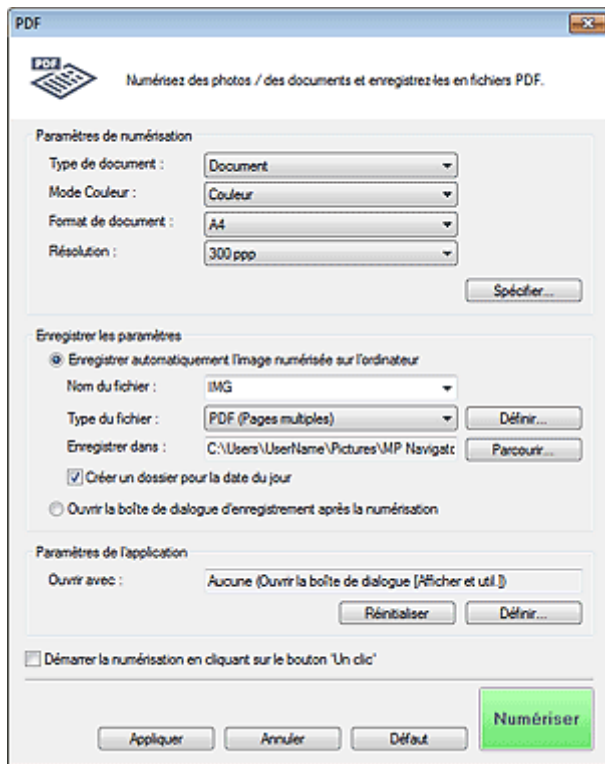 PDF
PDF
Numérisez des photos / des documents et enregistrez-les en fichiers PDF.
Paramètres de numérisation
Type de document : Document
Mode Couleur : Couleur
Format de document : A4
Résolution : 300 ppp
Spécifier...
Enregistrer les paramètres
Enregistrer automatiquement l'image numérisée sur l'ordinateur
Nom du fichier : IMG
Type du fichier : PDF (Pages multiples) Définir...
Enregistrer dans : C:\Users\UserName\Pictures\MP Navigatc Parcourir...
Créer un dossier pour la date du jour
Ouvrir la boîte de dialogue d'enregistrement après la numérisation
Paramètres de l'application
Ouvrir avec : Aucune (Ouvrir la boîte de dialogue [Afficher et util.])
Réinitialiser Définir...
Démarrer la numérisation en cliquant sur le bouton "Un clic"
Numériser
Appliquer Annuler Défaut